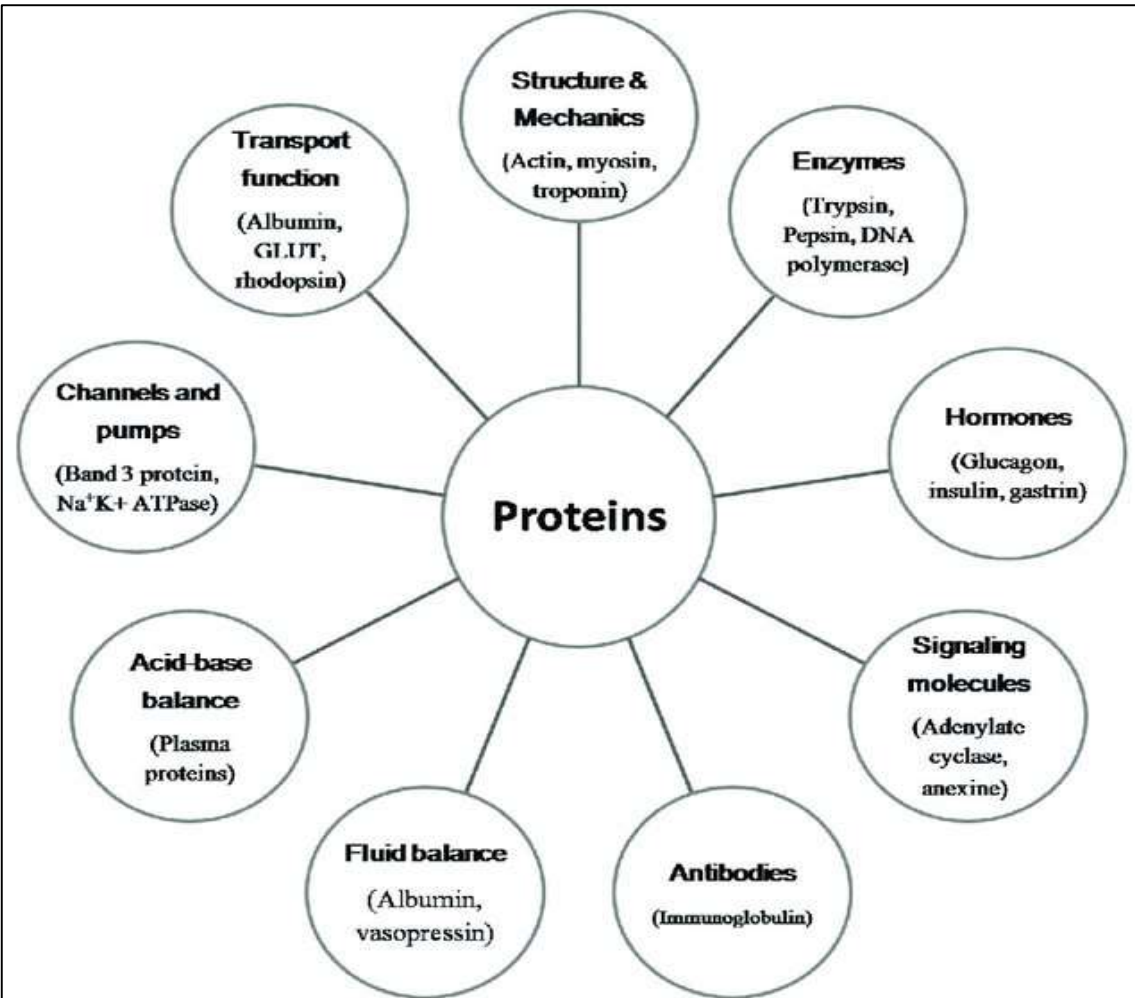 Structure &
Mechanics
(Actin, myosin,
troponin)
Enzymes
(Trypsin,
Pepsin, DNA
polymerase)
Hormones
(Glucagon,
insulin, gastrin)
Signaling
molecules
(Adenylate
cyclase,
anexine)
Antibodies
(Immunoglobulin)
Fluid balance
(Albumin,
vasopressin)
Acid-base
balance
(Plasma
proteins)
Channels and
pumps
(Band 3 protein,
Na⁺K+ ATPase)
Transport
function
(Albumin,
GLUT,
rhodopsin)
Proteins